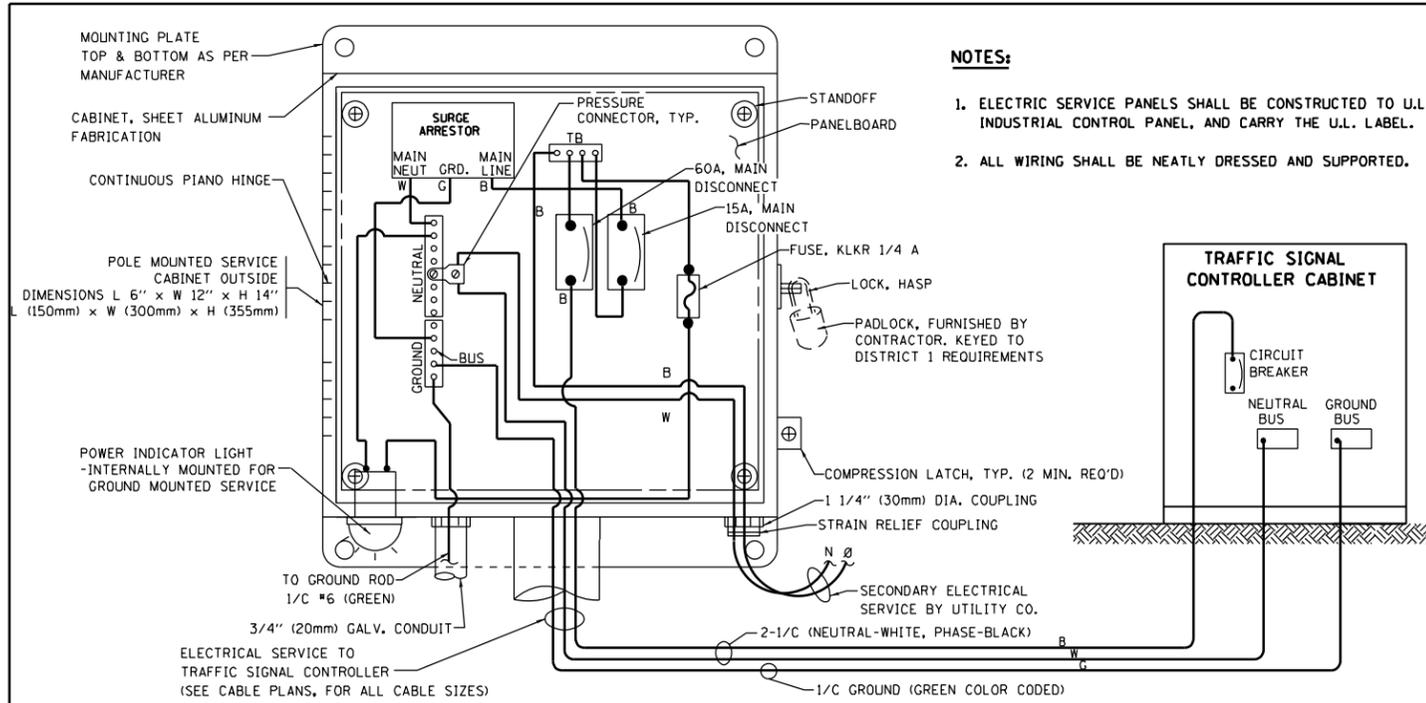 MOUNTING PLATE
TOP & BOTTOM AS PER
MANUFACTURER
CABINET, SHEET ALUMINUM
FABRICATION
CONTINUOUS PIANO HINGE
POLE MOUNTED SERVICE
CABINET OUTSIDE
DIMENSIONS L 6'' x W 12'' x H 14''
L (150mm) x W (300mm) x H (355mm)
POWER INDICATOR LIGHT
-INTERNALLY MOUNTED FOR
GROUND MOUNTED SERVICE
SURGE
ARRESTOR
MAIN
NEUT
GRD.
MAIN
LINE
W
G
B
PRESSURE
CONNECTOR, TYP.
TB
STANDOFF
PANELBOARD
60A, MAIN
DISCONNECT
15A, MAIN
DISCONNECT
B
B
B
FUSE, KLKR 1/4 A
NEUTRAL
GROUND
BUS
B
W
LOCK, HASP
PADLOCK, FURNISHED BY
CONTRACTOR. KEYED TO
DISTRICT 1 REQUIREMENTS
COMPRESSION LATCH, TYP. (2 MIN. REQ'D)
1 1/4'' (30mm) DIA. COUPLING
STRAIN RELIEF COUPLING
N Ø
SECONDARY ELECTRICAL
SERVICE BY UTILITY CO.
TO GROUND ROD
1/C #6 (GREEN)
3/4'' (20mm) GALV. CONDUIT
ELECTRICAL SERVICE TO
TRAFFIC SIGNAL CONTROLLER
(SEE CABLE PLANS, FOR ALL CABLE SIZES)
2-1/C (NEUTRAL-WHITE, PHASE-BLACK)
1/C GROUND (GREEN COLOR CODED)
B
W
G
NOTES:
1. ELECTRIC SERVICE PANELS SHALL BE CONSTRUCTED TO U.L
INDUSTRIAL CONTROL PANEL, AND CARRY THE U.L. LABEL.
2. ALL WIRING SHALL BE NEATLY DRESSED AND SUPPORTED.
TRAFFIC SIGNAL
CONTROLLER CABINET
CIRCUIT
BREAKER
NEUTRAL
BUS
GROUND
BUS